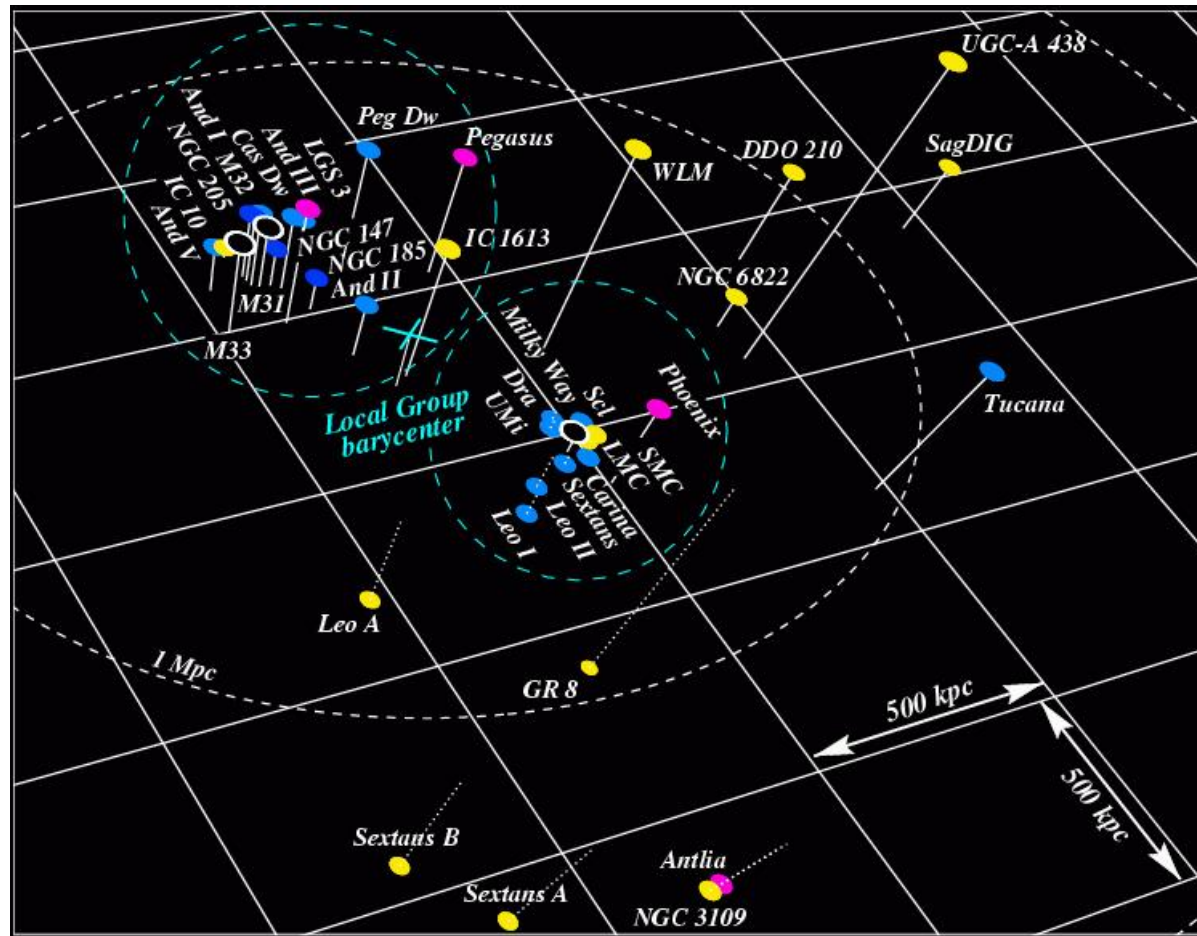 UGC-A 438
And I
NGC 205
IC 10
And V
M32
Cas Dw
And III
LGS 3
Peg Dw
Pegasus
WLM
DDO 210
SagDIG
NGC 147
NGC 185
And II
IC 1613
M31
M33
NGC 6822
Local Group
barycenter
Milky Way
Dra
UMi
Scl
Phoenix
SMC
LMC
Carina
Sextans
Leo II
Leo I
Tucana
Leo A
1 Mpc
GR 8
500 kpc
500 kpc
Sextans B
Sextans A
Antlia
NGC 3109